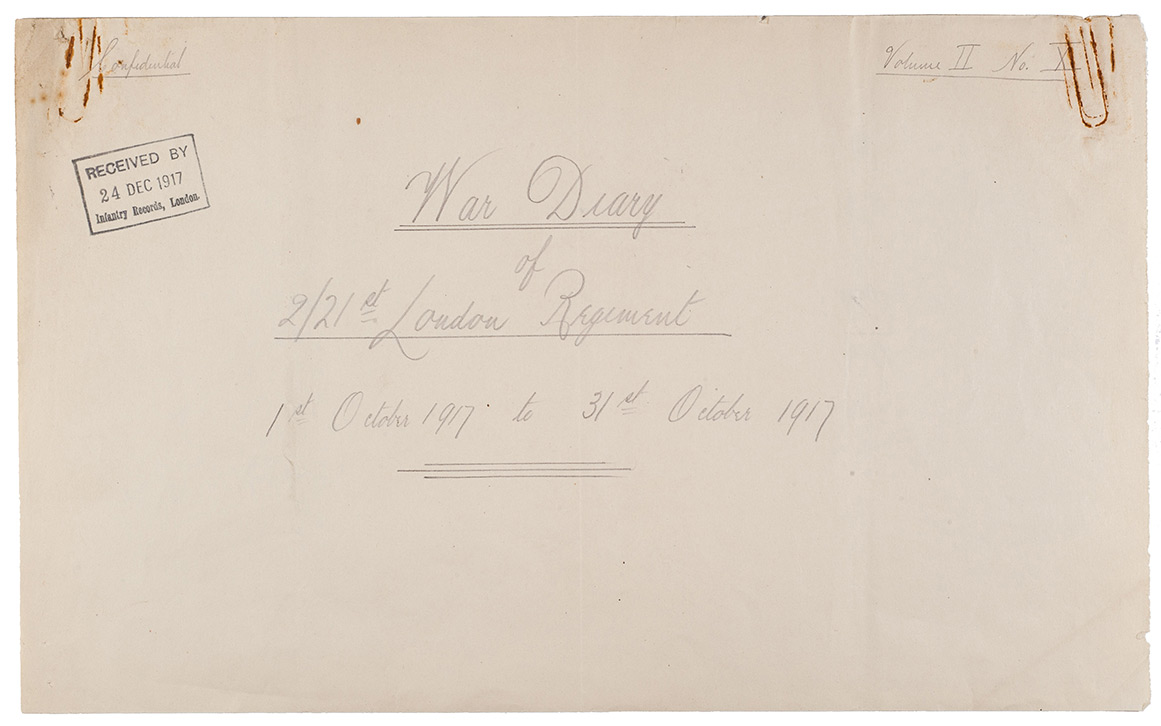 Confidential
Volume II No. X
RECEIVED BY
24 DEC 1917
Infantry Records, London.
War Diary
of
2/21st London Regiment
1st October 1917 to 31st October 1917